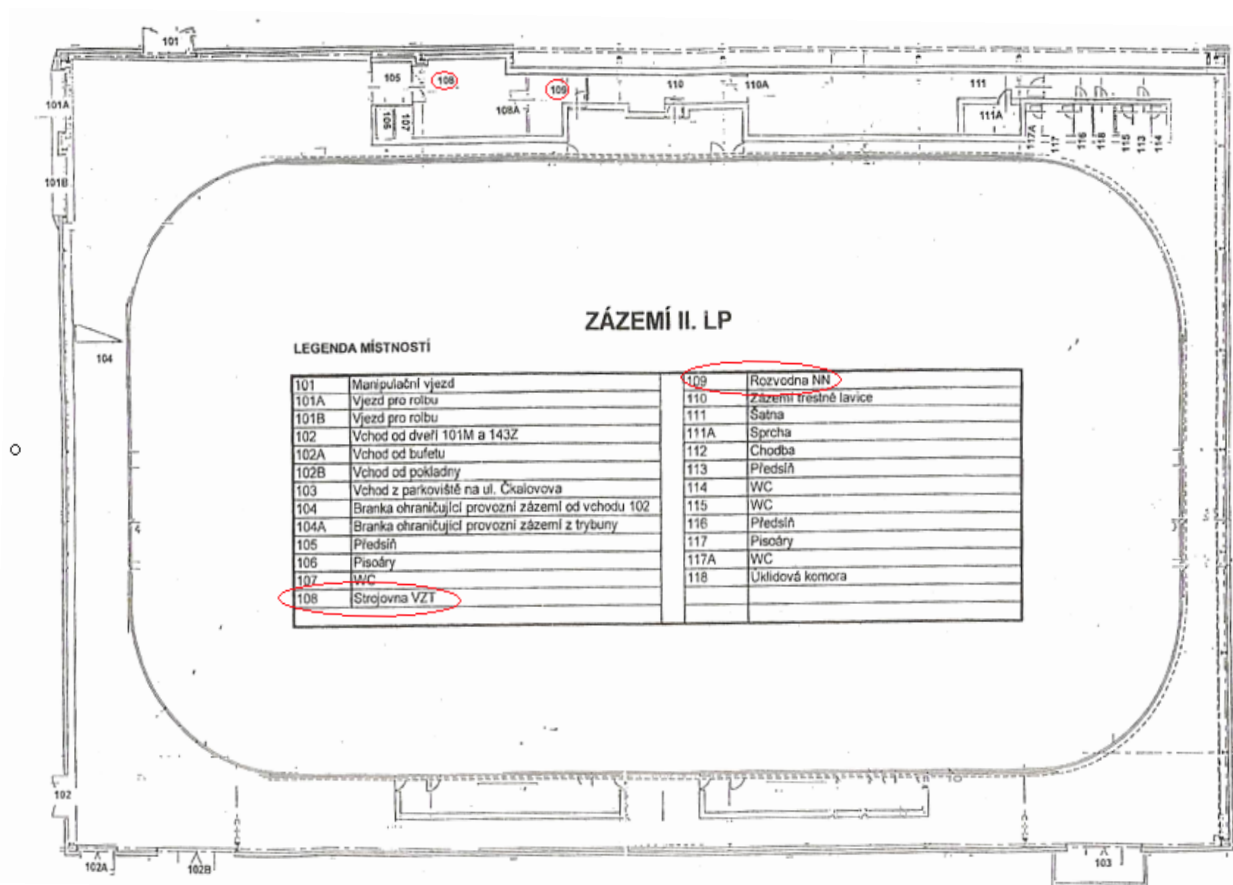 101
105
108
109
110
110A
111
101A
106
107
108A
111A
117A
117
116
118
115
113
114
101B
ZÁZEMÍ II. LP
LEGENDA MÍSTNOSTÍ
104
101 Manipulační vjezd
101A Vjezd pro rolbu
101B Vjezd pro rolbu
102 Vchod od dveří 101M a 143Z
102A Vchod od bufetu
102B Vchod od pokladny
103 Vchod z parkoviště na ul. Čkalovova
104 Branka ohraničující provozní zázemí od vchodu 102
104A Branka ohraničující provozní zázemí z trybuny
105 Předsíň
106 Pisoáry
107 WC
108 Strojovna VZT
109 Rozvodna NN
110 Zázemí trestné lavice
111 Šatna
111A Sprcha
112 Chodba
113 Předsíň
114 WC
115 WC
116 Předsíň
117 Pisoáry
117A WC
118 Úklidová komora
102
102A
102B
103